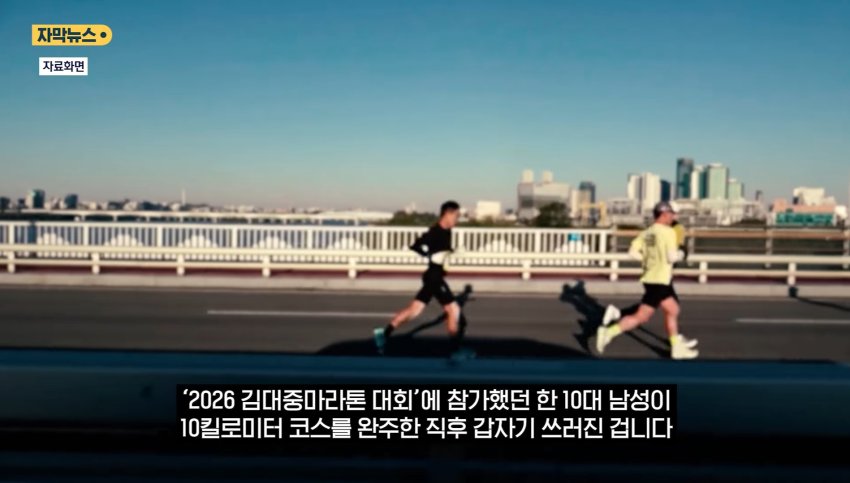 자막뉴스
자료화면
'2026 김대중마라톤 대회'에 참가했던 한 10대 남성이
10킬로미터 코스를 완주한 직후 갑자기 쓰러진 겁니다